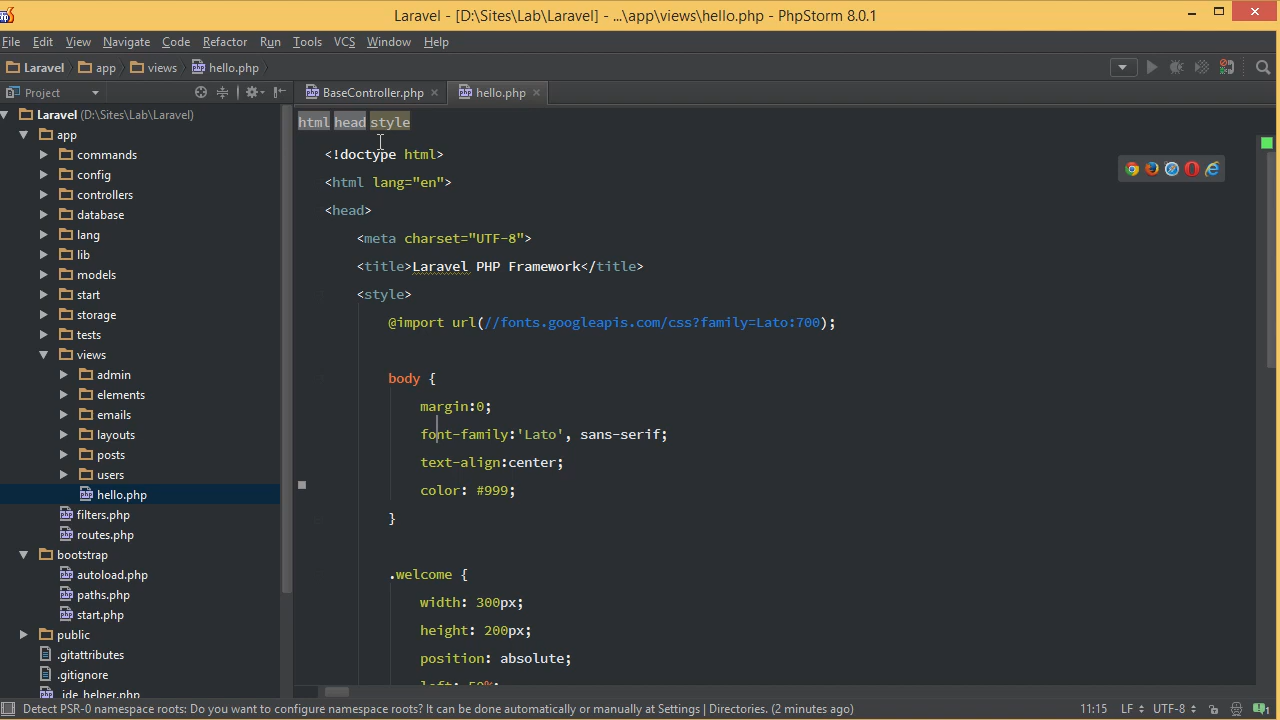 Laravel - [D:\Sites\Lab\Laravel] - ...\app\views\hello.php - PhpStorm 8.0.1
File Edit View Navigate Code Refactor Run Tools VCS Window Help
Laravel app views hello.php
Project
BaseController.php hello.php
Laravel (D:\Sites\Lab\Laravel)
app
commands
config
controllers
database
lang
lib
models
start
storage
tests
views
admin
elements
emails
layouts
posts
users
hello.php
filters.php
routes.php
bootstrap
autoload.php
paths.php
start.php
public
.gitattributes
.gitignore
_ide_helper.php
html head style
<!doctype html>
<html lang="en">
<head>
<meta charset="UTF-8">
<title>Laravel PHP Framework</title>
<style>
@import url(//fonts.googleapis.com/css?family=Lato:700);
body {
margin:0;
font-family:'Lato', sans-serif;
text-align:center;
color: #999;
}
.welcome {
width: 300px;
height: 200px;
position: absolute;
left: 50%;
Detect PSR-0 namespace roots: Do you want to configure namespace roots? It can be done automatically or manually at Settings | Directories. (2 minutes ago)
11:15 LF UTF-8